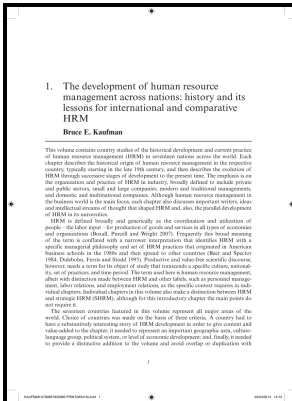 1. The development of human resource
management across nations: history and its
lessons for international and comparative
HRM
Bruce E. Kaufman
This volume contains country studies of the historical development and current practice
of human resource management (HRM) in seventeen nations across the world. Each
chapter describes the historical origin of human resource management in the respective
country, typically starting in the late 19th century, and then describes the evolution of
HRM through successive stages of development to the present time. The emphasis is on
the organization and practice of HRM in industry, broadly defined to include private
and public sectors, small and large companies, modern and traditional managements,
and domestic and multinational companies. Although human resource management in
the business world is the main focus, each chapter also discusses important writers, ideas
and intellectual streams of thought that shaped HRM and, also, the parallel development
of HRM in its universities.
HRM is defined broadly and generically as the coordination and utilization of
people – the labor input – for production of goods and services in all types of economies
and organizations (Boxall, Purcell and Wright 2007). Frequently this broad meaning
of the term is conflated with a narrower interpretation that identifies HRM with a
specific managerial philosophy and set of HRM practices that originated in American
business schools in the 1980s and then spread to other countries (Beer and Spector
1984; Dulebohn, Ferris and Stodd 1995). Productive and value-free scientific discourse,
however, needs a term for its object of study that transcends a specific culture, national-
ity, set of practices, and time period. The term used here is human resource management,
albeit with distinction made between HRM and other labels, such as personnel manage-
ment, labor relations, and employment relations, as the specific content requires in indi-
vidual chapters. Individual chapters in this volume also make a distinction between HRM
and strategic HRM (SHRM), although for this introductory chapter the main points do
not require it.
The seventeen countries featured in this volume represent all major areas of the
world. Choice of countries was made on the basis of three criteria. A country had to
have a substantively interesting story of HRM development in order to give content and
value-added to the chapter; it needed to represent an important geographic area, culture-
language group, political system, or level of economic development; and, finally, it needed
to provide a distinct addition to the volume and avoid overlap or duplication with
1